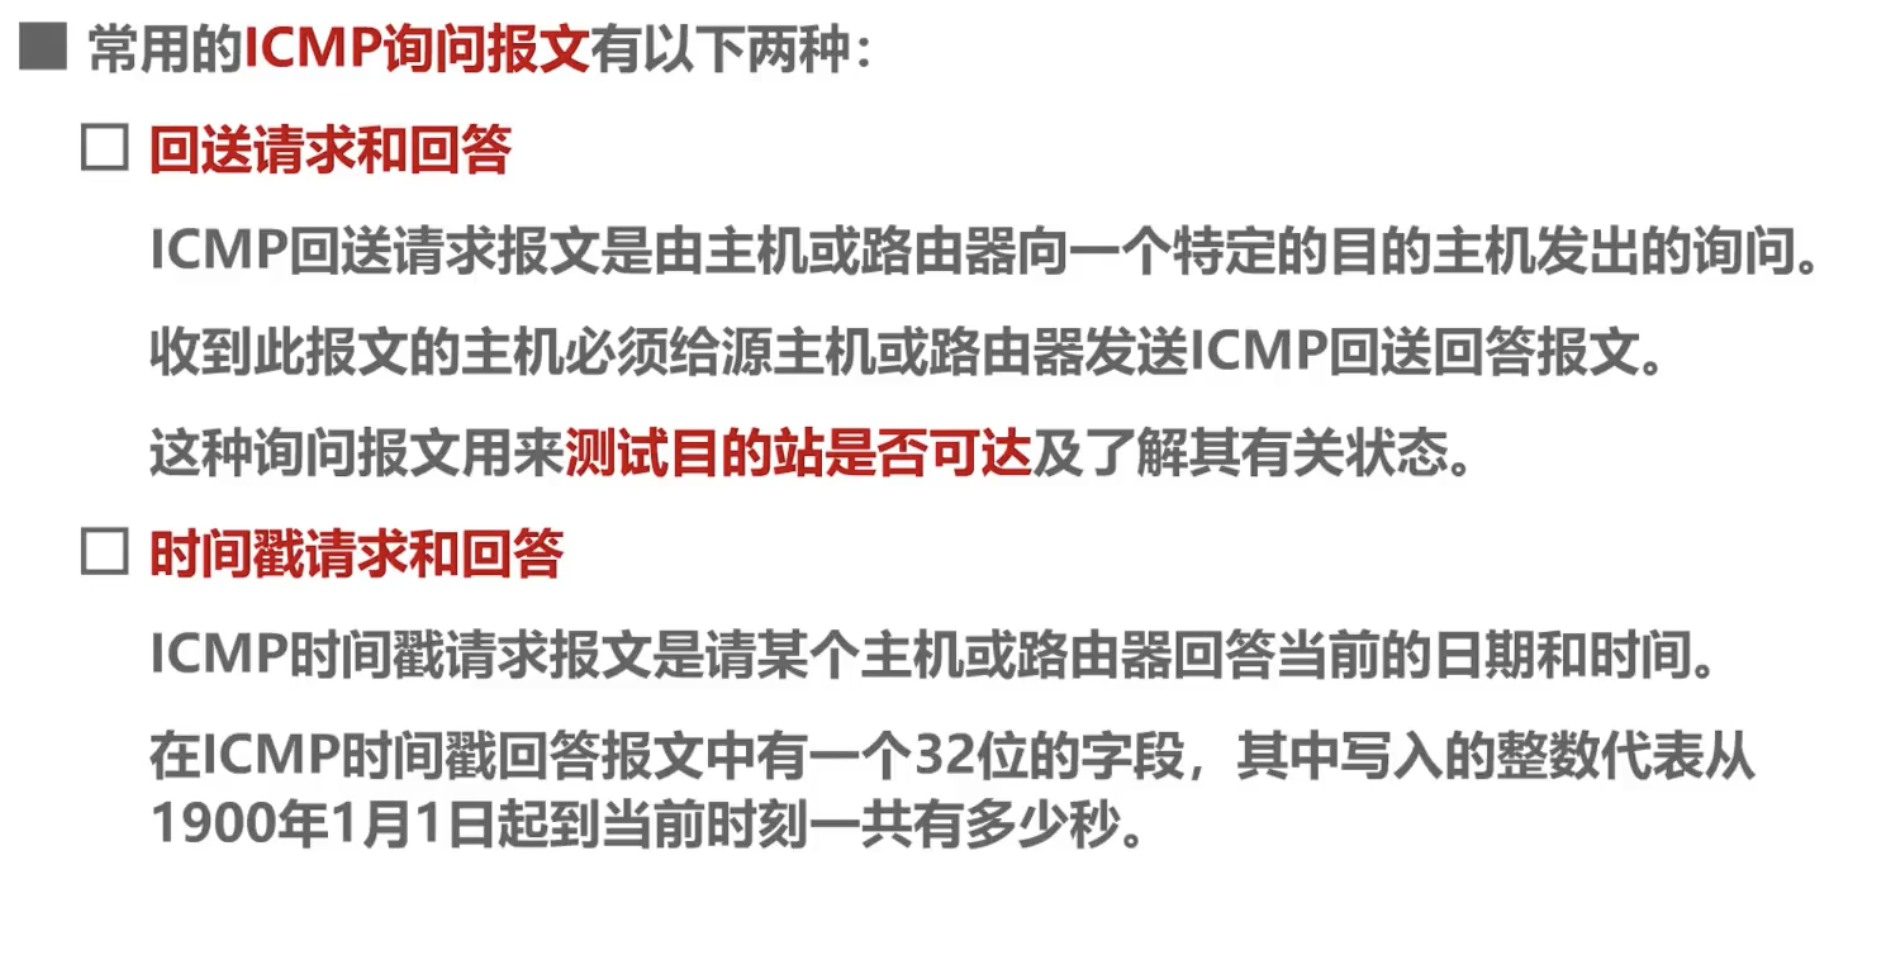 常用的ICMP询问报文有以下两种：
回送请求和回答
ICMP回送请求报文是由主机或路由器向一个特定的目的主机发出的询问。
收到此报文的主机必须给源主机或路由器发送ICMP回送回答报文。
这种询问报文用来测试目的站是否可达及了解其有关状态。
时间戳请求和回答
ICMP时间戳请求报文是请某个主机或路由器回答当前的日期和时间。
在ICMP时间戳回答报文中有一个32位的字段，其中写入的整数代表从
1900年1月1日起到当前时刻一共有多少秒。